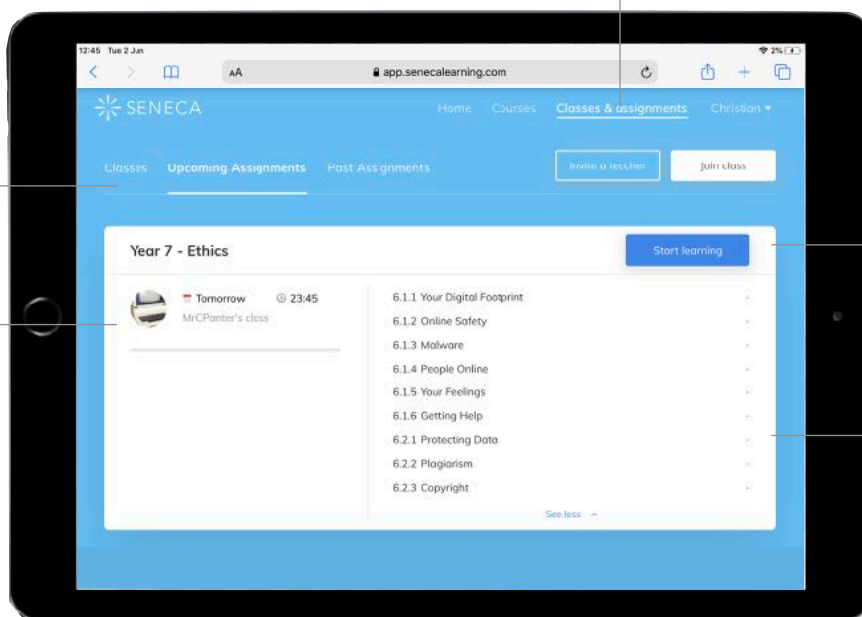 12:45 Tue 2 Jun 2%
AA app.senecalearning.com
SENECA Home Courses Classes & assignments Christian
Classes Upcoming Assignments Past Assignments Invite a teacher Join class
Year 7 - Ethics Start learning
Tomorrow 23:45
MrCPanter's class
6.1.1 Your Digital Footprint -
6.1.2 Online Safety -
6.1.3 Malware -
6.1.4 People Online -
6.1.5 Your Feelings -
6.1.6 Getting Help -
6.2.1 Protecting Data -
6.2.2 Plagiarism -
6.2.3 Copyright -
See less